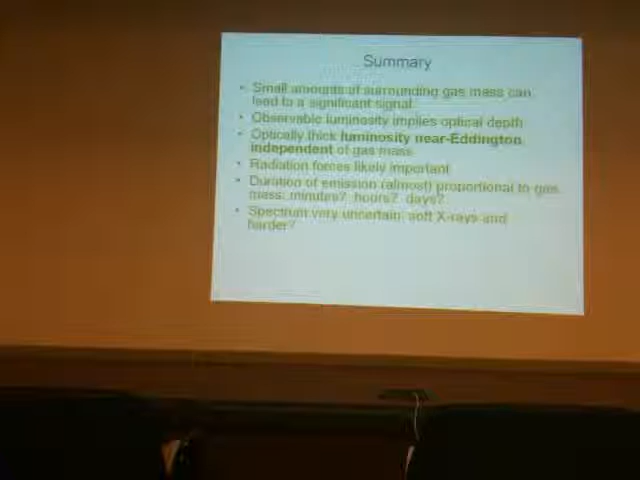 Summary
• Small amounts of surrounding gas mass can
lead to a significant signal
• Observable luminosity implies optical depth
• Optically thick luminosity near-Eddington,
independent of gas mass
• Radiation forces likely important
• Duration of emission (almost) proportional to gas
mass: minutes? hours? days?
• Spectrum very uncertain: soft X-rays and
harder?